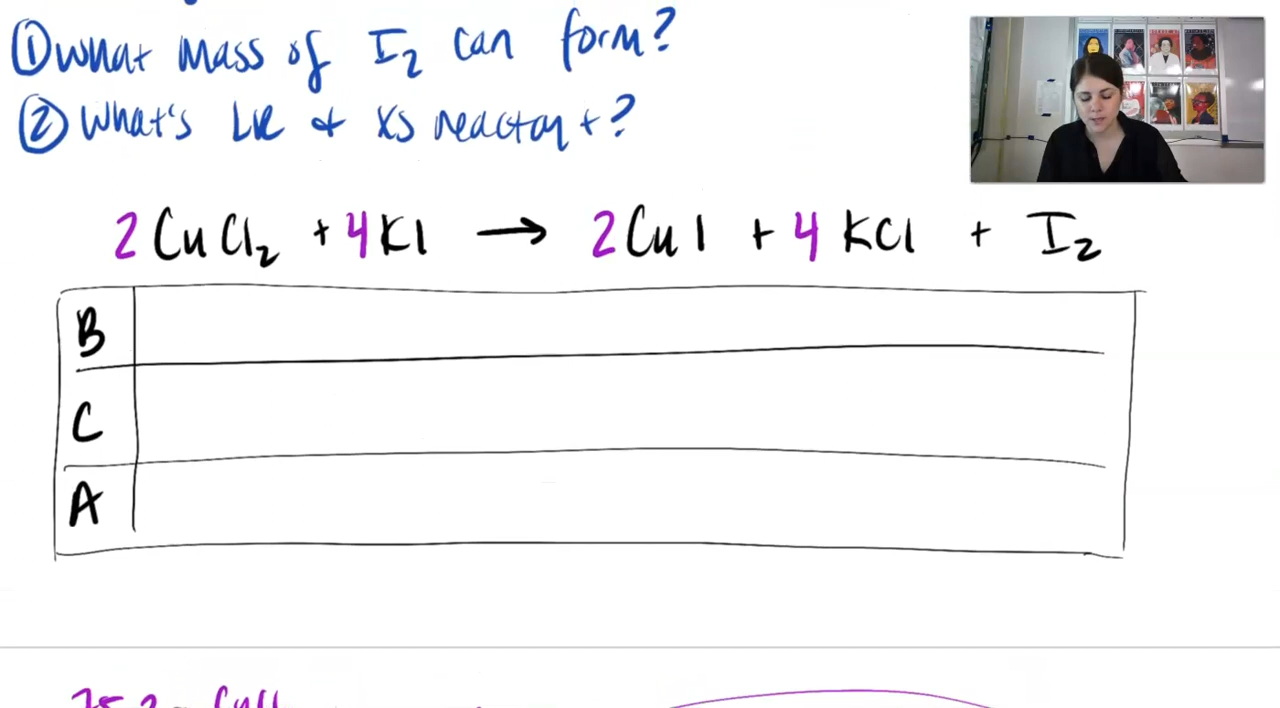 ①What Mass of I₂ can form?
②What's LR & XS reactant?
2CuCl₂ + 4KI → 2CuI + 4KCl + I₂
B
C
A